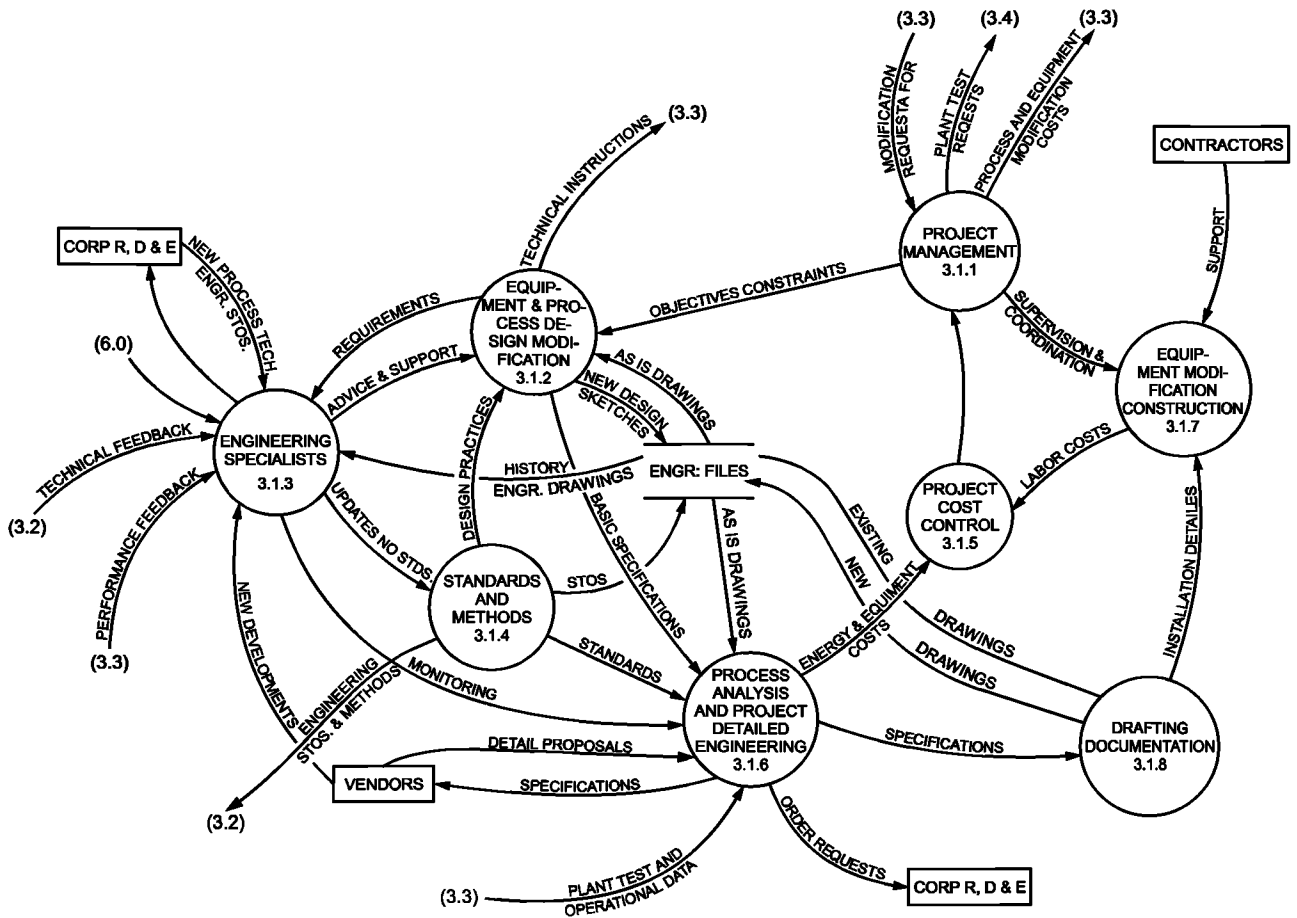 (3.3)
(3.4)
(3.3)
MODIFICATION
REQUESTA FOR
PLANT TEST
REQESTS
PROCESS AND EQUIPMENT
MODIFICATION
COSTS
(3.3)
TECHNICAL INSTRUCTIONS
CONTRACTORS
SUPPORT
CORP R, D & E
NEW PROCESS TECH
ENGR. STOS.
PROJECT
MANAGEMENT
3.1.1
OBJECTIVES CONSTRAINTS
SUPERVISION &
COORDINATION
EQUIP-
MENT & PRO-
CESS DE-
SIGN MODI-
FICATION
3.1.2
REQUIREMENTS
ADVICE & SUPPORT
(6.0)
AS IS DRAWINGS
NEW DESIGN
SKETCHES
EQUIP-
MENT MODI-
FICATION
CONSTRUCTION
3.1.7
LABOR COSTS
ENGINEERING
SPECIALISTS
3.1.3
TECHNICAL FEEDBACK
(3.2)
PERFORMANCE FEEDBACK
(3.3)
DESIGN PRACTICES
HISTORY
ENGR. DRAWINGS
ENGR: FILES
PROJECT
COST
CONTROL
3.1.5
UPDATES NO STDS.
BASIC SPECIFICATIONS
AS IS DRAWINGS
EXISTING
DRAWINGS
NEW
DRAWINGS
INSTALLATION DETAILES
STANDARDS
AND
METHODS
3.1.4
STOS
STANDARDS
ENERGY & EQUIMENT
COSTS
NEW DEVELOPMENTS
MONITORING
ENGINEERING
STOS. & METHODS
(3.2)
PROCESS
ANALYSIS
AND PROJECT
DETAILED
ENGINEERING
3.1.6
SPECIFICATIONS
DRAFTING
DOCUMENTATION
3.1.8
DETAIL PROPOSALS
VENDORS
SPECIFICATIONS
ORDER REQUESTS
CORP R, D & E
(3.3)
PLANT TEST AND
OPERATIONAL DATA